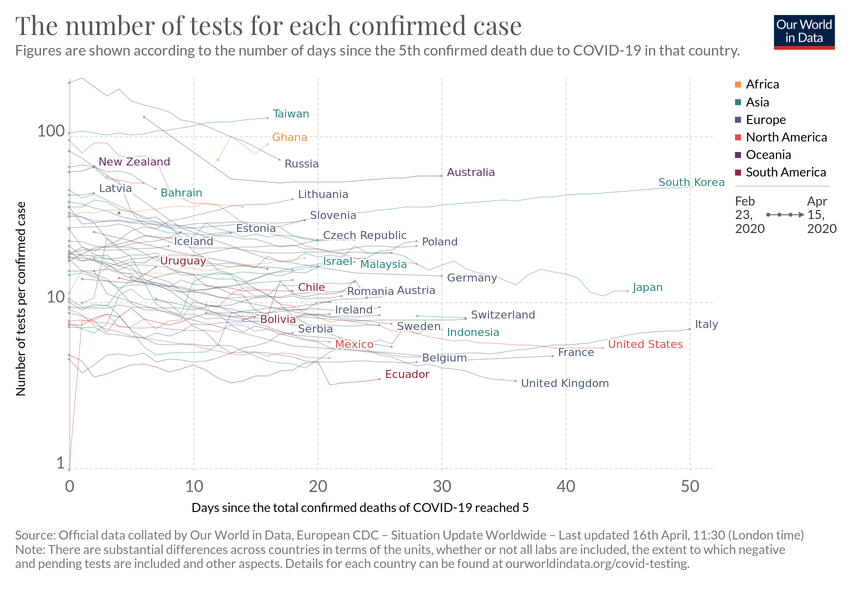 The number of tests for each confirmed case
Figures are shown according to the number of days since the 5th confirmed death due to COVID-19 in that country.
Our World
in Data
Africa
Asia
Europe
North America
Oceania
South America
Feb
23,
2020
Apr
15,
2020
Number of tests per confirmed case
100
10
1
Taiwan
Ghana
Russia
New Zealand
Australia
South Korea
Latvia
Bahrain
Lithuania
Slovenia
Estonia
Czech Republic
Iceland
Poland
Uruguay
Israel
Malaysia
Germany
Chile
Romania
Austria
Japan
Ireland
Bolivia
Switzerland
Serbia
Sweden
Italy
Indonesia
Mexico
United States
Belgium
France
Ecuador
United Kingdom
0
10
20
30
40
50
Days since the total confirmed deaths of COVID-19 reached 5
Source: Official data collated by Our World in Data, European CDC – Situation Update Worldwide – Last updated 16th April, 11:30 (London time)
Note: There are substantial differences across countries in terms of the units, whether or not all labs are included, the extent to which negative
and pending tests are included and other aspects. Details for each country can be found at ourworldindata.org/covid-testing.